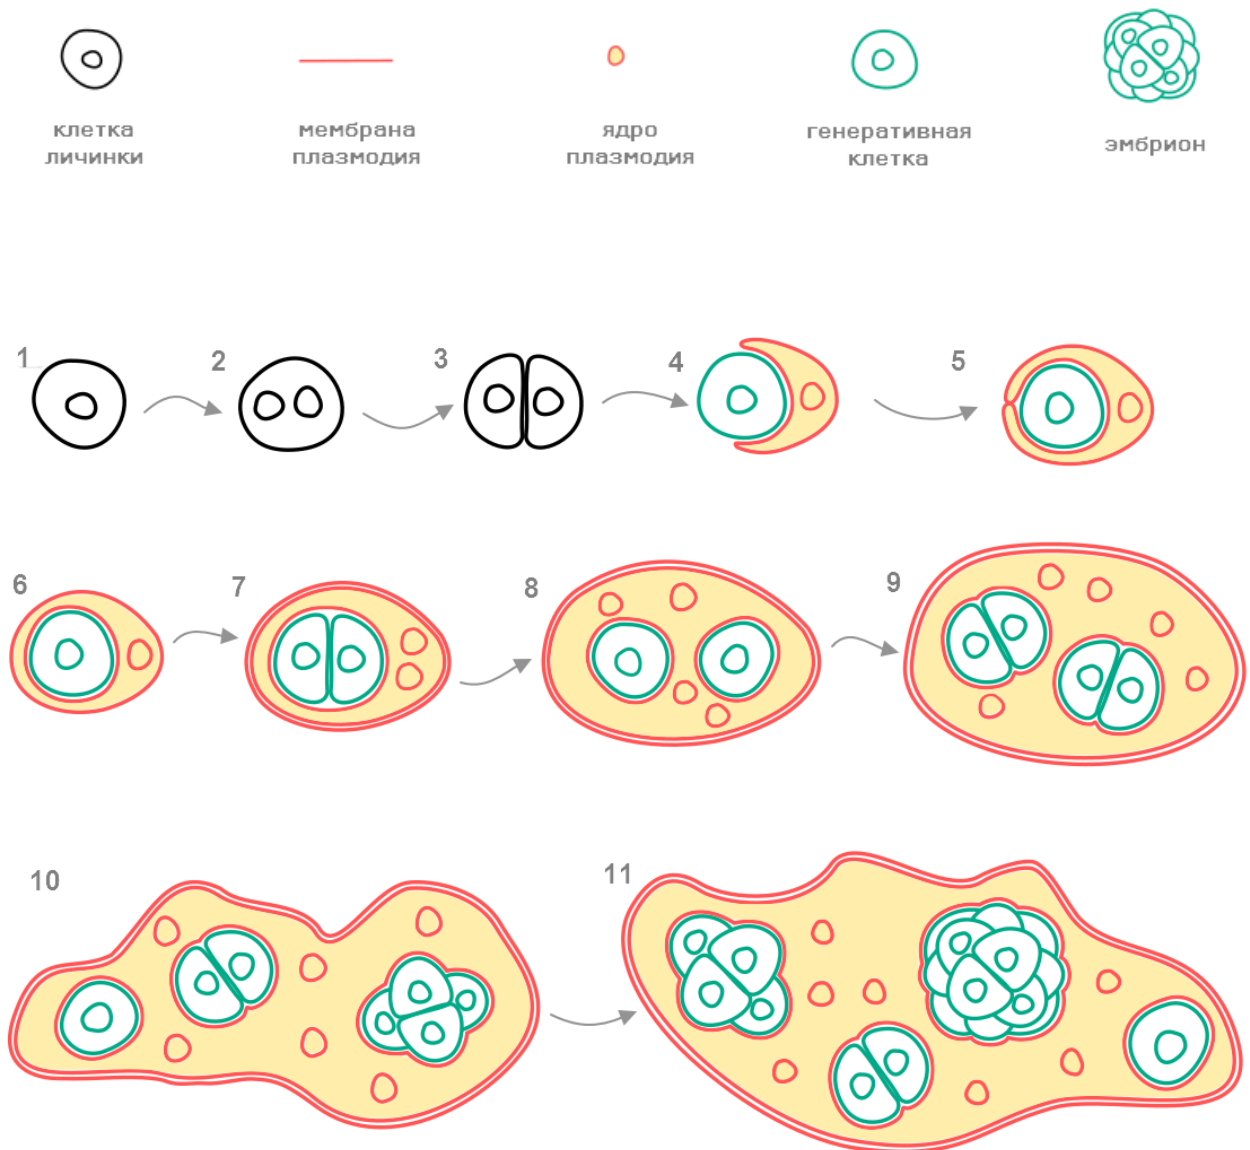 клетка
личинки
мембрана
плазмодия
ядро
плазмодия
генеративная
клетка
эмбрион
1
2
3
4
5
6
7
8
9
10
11